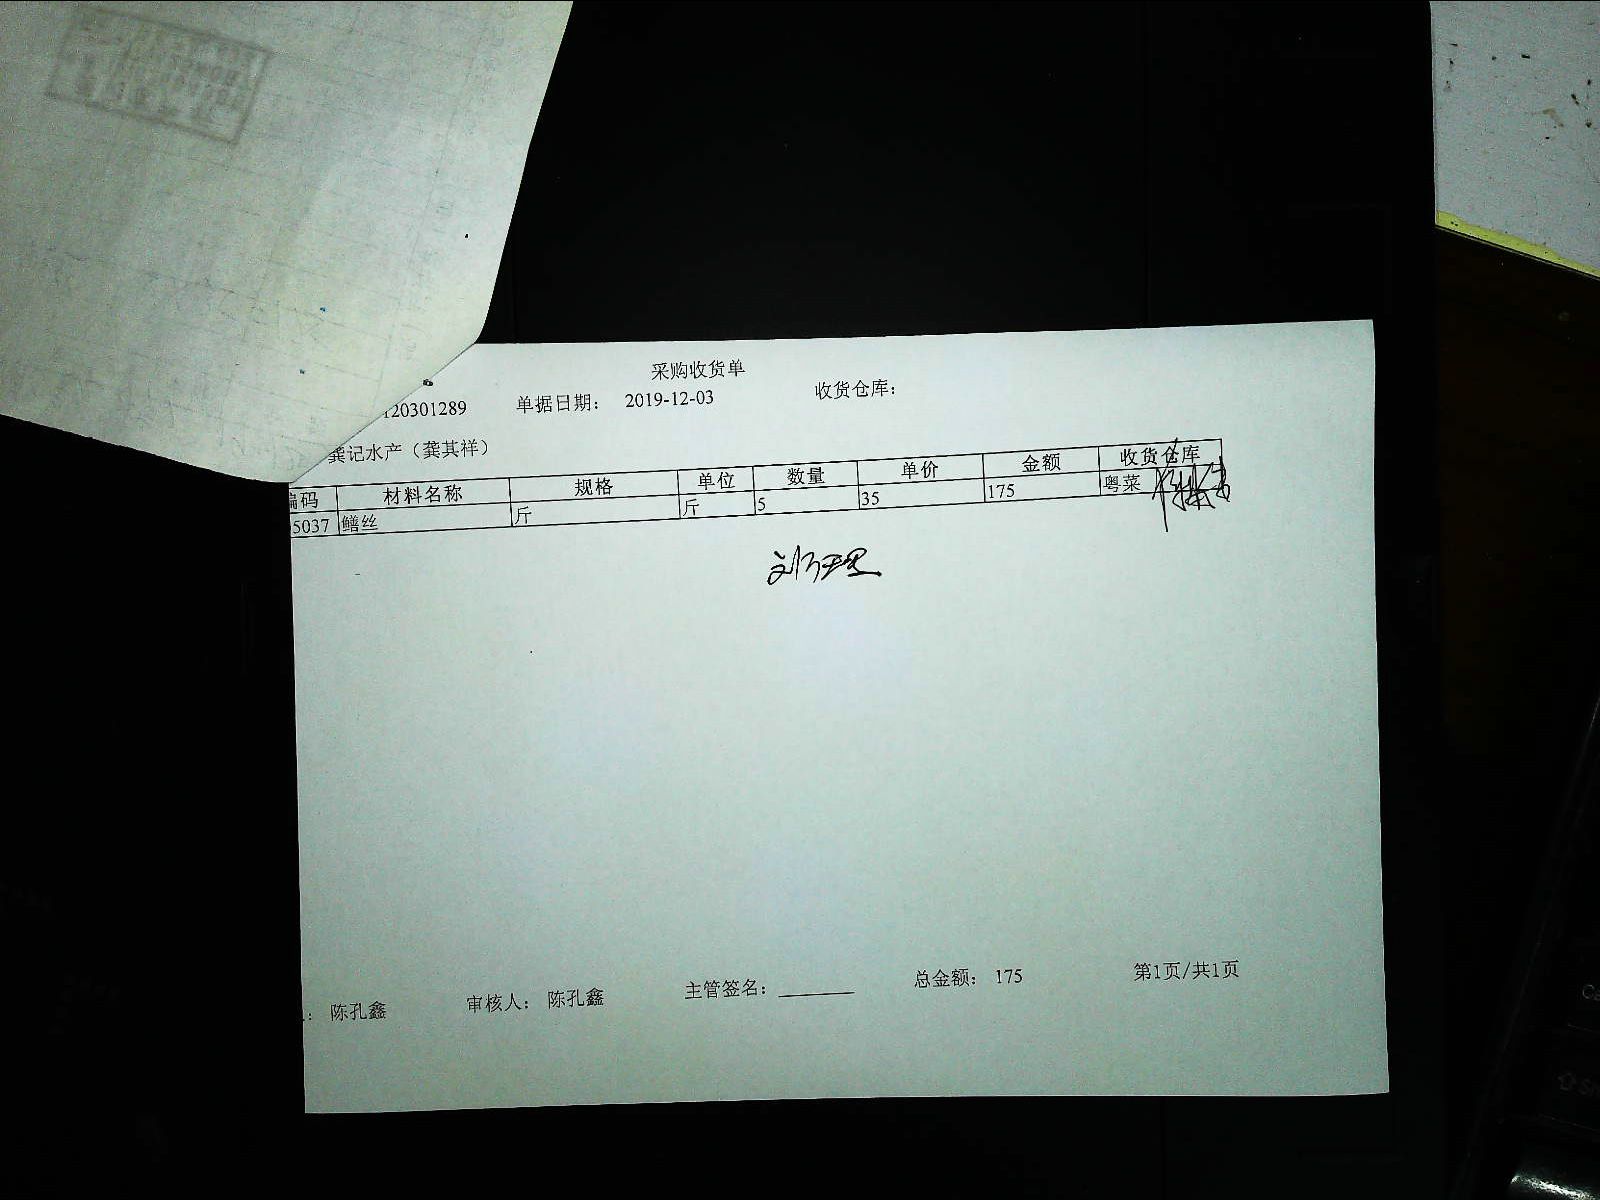 采购收货单
120301289 单据日期： 2019-12-03 收货仓库：
龚记水产（龚其祥）
编码 材料名称 规格 单位 数量 单价 金额 收货仓库
5037 鳝丝 斤 斤 5 35 175 粤菜
陈孔鑫 审核人： 陈孔鑫 主管签名： 总金额： 175 第1页/共1页